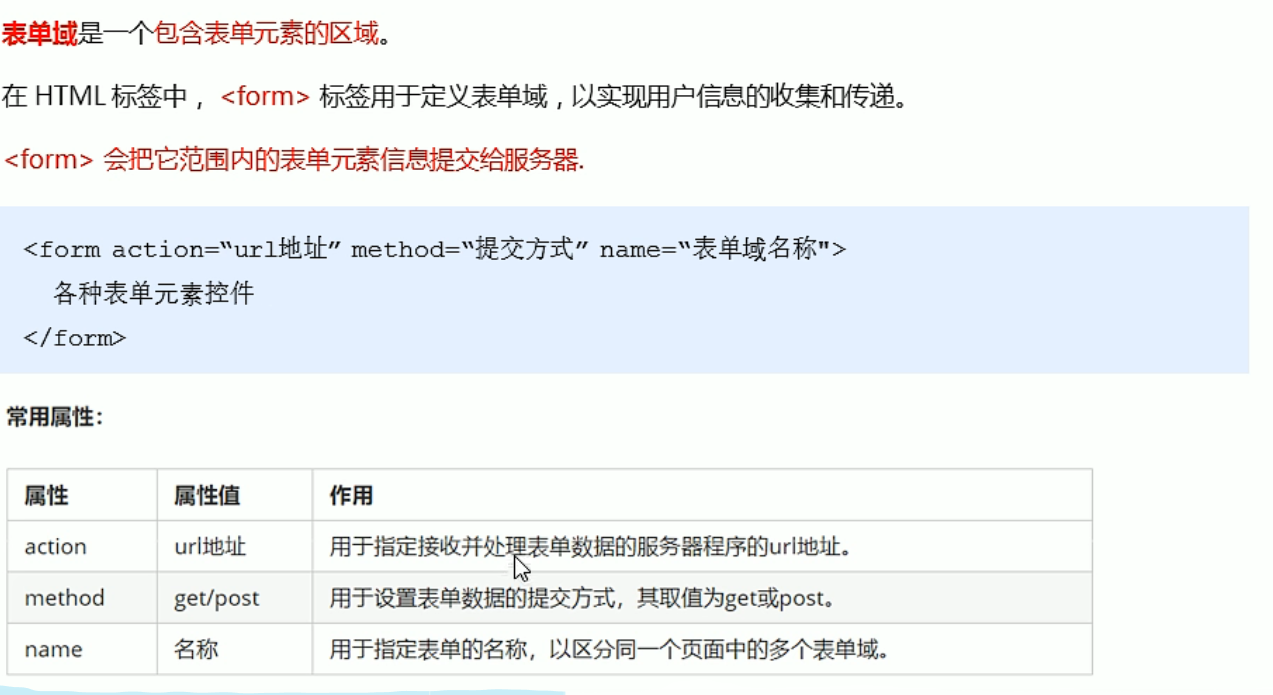 表单域是一个包含表单元素的区域。
在 HTML 标签中， <form> 标签用于定义表单域，以实现用户信息的收集和传递。
<form> 会把它范围内的表单元素信息提交给服务器.
<form action=“url地址” method=“提交方式” name=“表单域名称">
各种表单元素控件
</form>
常用属性：
属性 属性值 作用
action url地址 用于指定接收并处理表单数据的服务器程序的url地址。
method get/post 用于设置表单数据的提交方式，其取值为get或post。
name 名称 用于指定表单的名称，以区分同一个页面中的多个表单域。